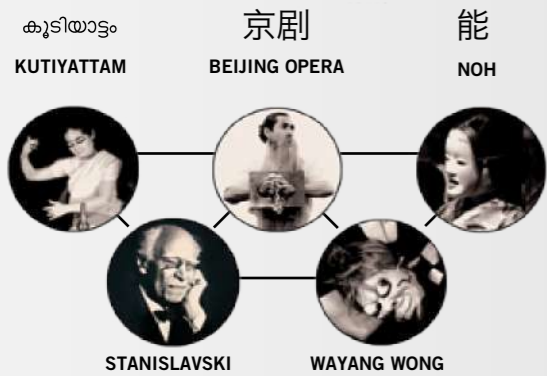 കൂടിയാട്ടം
京剧
能
KUTIYATTAM
BEIJING OPERA
NOH
STANISLAVSKI
WAYANG WONG